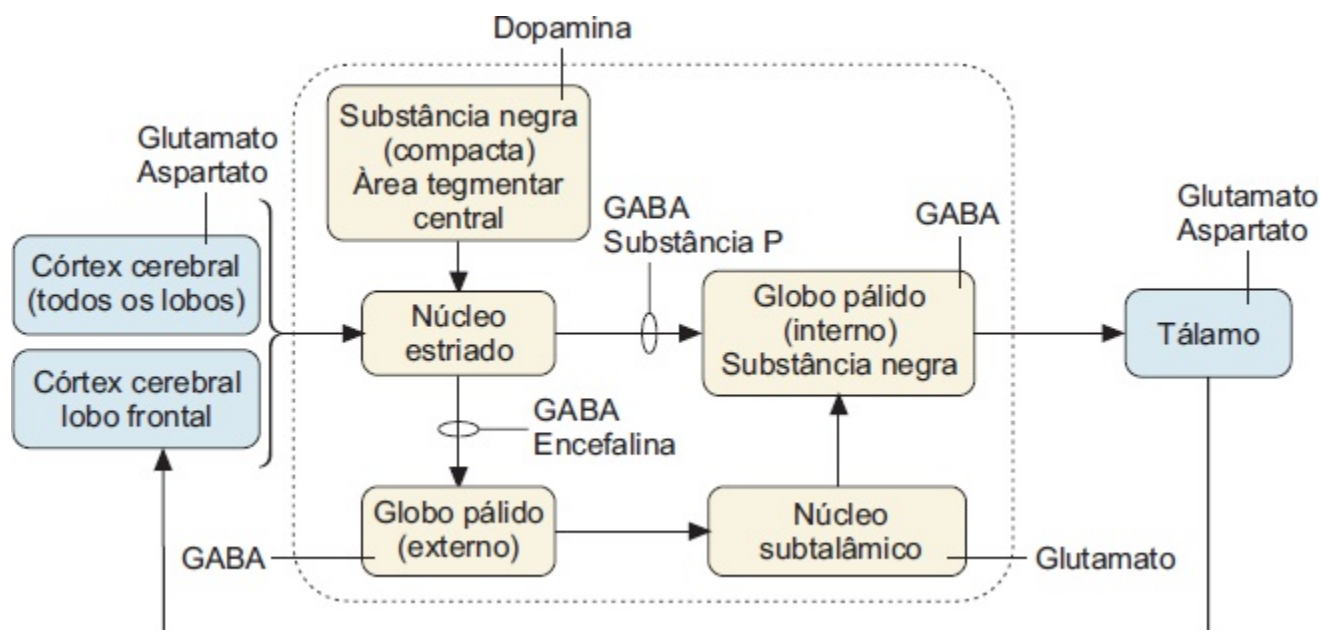 Dopamina
Substância negra
(compacta)
Àrea tegmentar
central
Glutamato
Aspartato
Córtex cerebral
(todos os lobos)
Córtex cerebral
lobo frontal
Núcleo
estriado
GABA
Substância P
GABA
Globo pálido
(interno)
Substância negra
Glutamato
Aspartato
Tálamo
GABA
Encefalina
Globo pálido
(externo)
GABA
Núcleo
subtalâmico
Glutamato